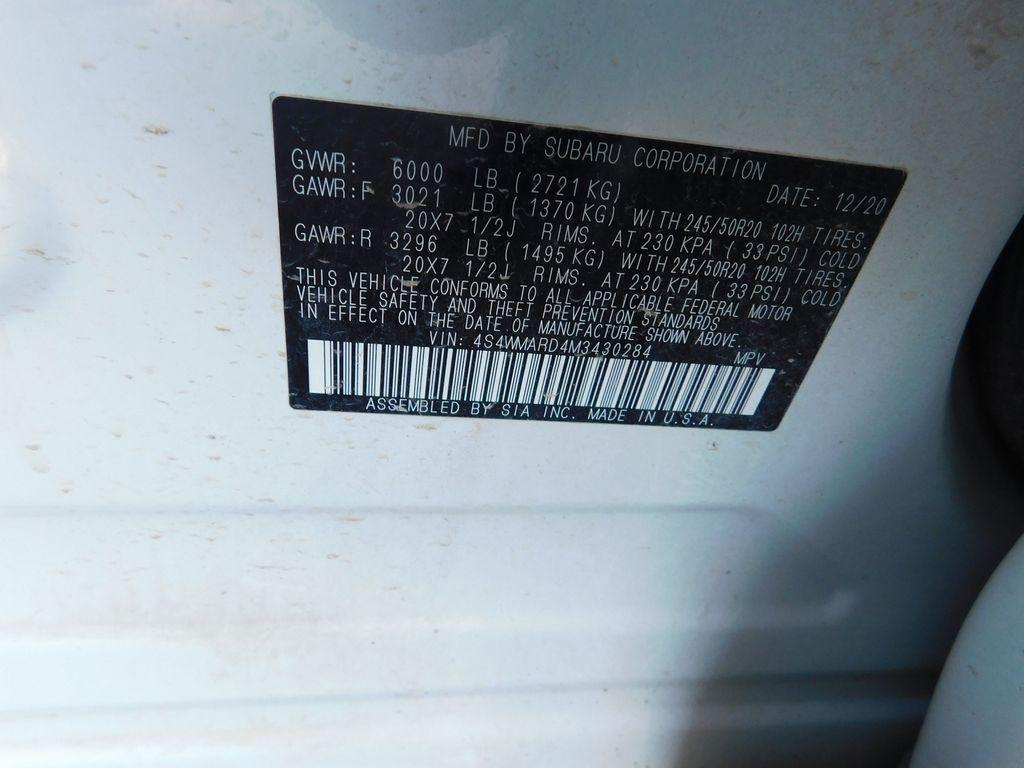 MFD BY SUBARU CORPORATION
DATE: 12/20
GVWR: 6000 LB (2721 KG)
GAWR:F 3021 LB (1370 KG) WITH 245/50R20 102H TIRES.
20X7 1/2J RIMS. AT 230 KPA (33 PSI) COLD
GAWR:R 3296 LB (1495 KG) WITH 245/50R20 102H TIRES.
20X7 1/2J RIMS. AT 230 KPA (33 PSI) COLD
THIS VEHICLE CONFORMS TO ALL APPLICABLE FEDERAL MOTOR
VEHICLE SAFETY AND THEFT PREVENTION STANDARDS
IN EFFECT ON THE DATE OF MANUFACTURE SHOWN ABOVE.
VIN: 4S4WMARD4M3430284 MPV
ASSEMBLED BY SIA INC. MADE IN U.S.A.